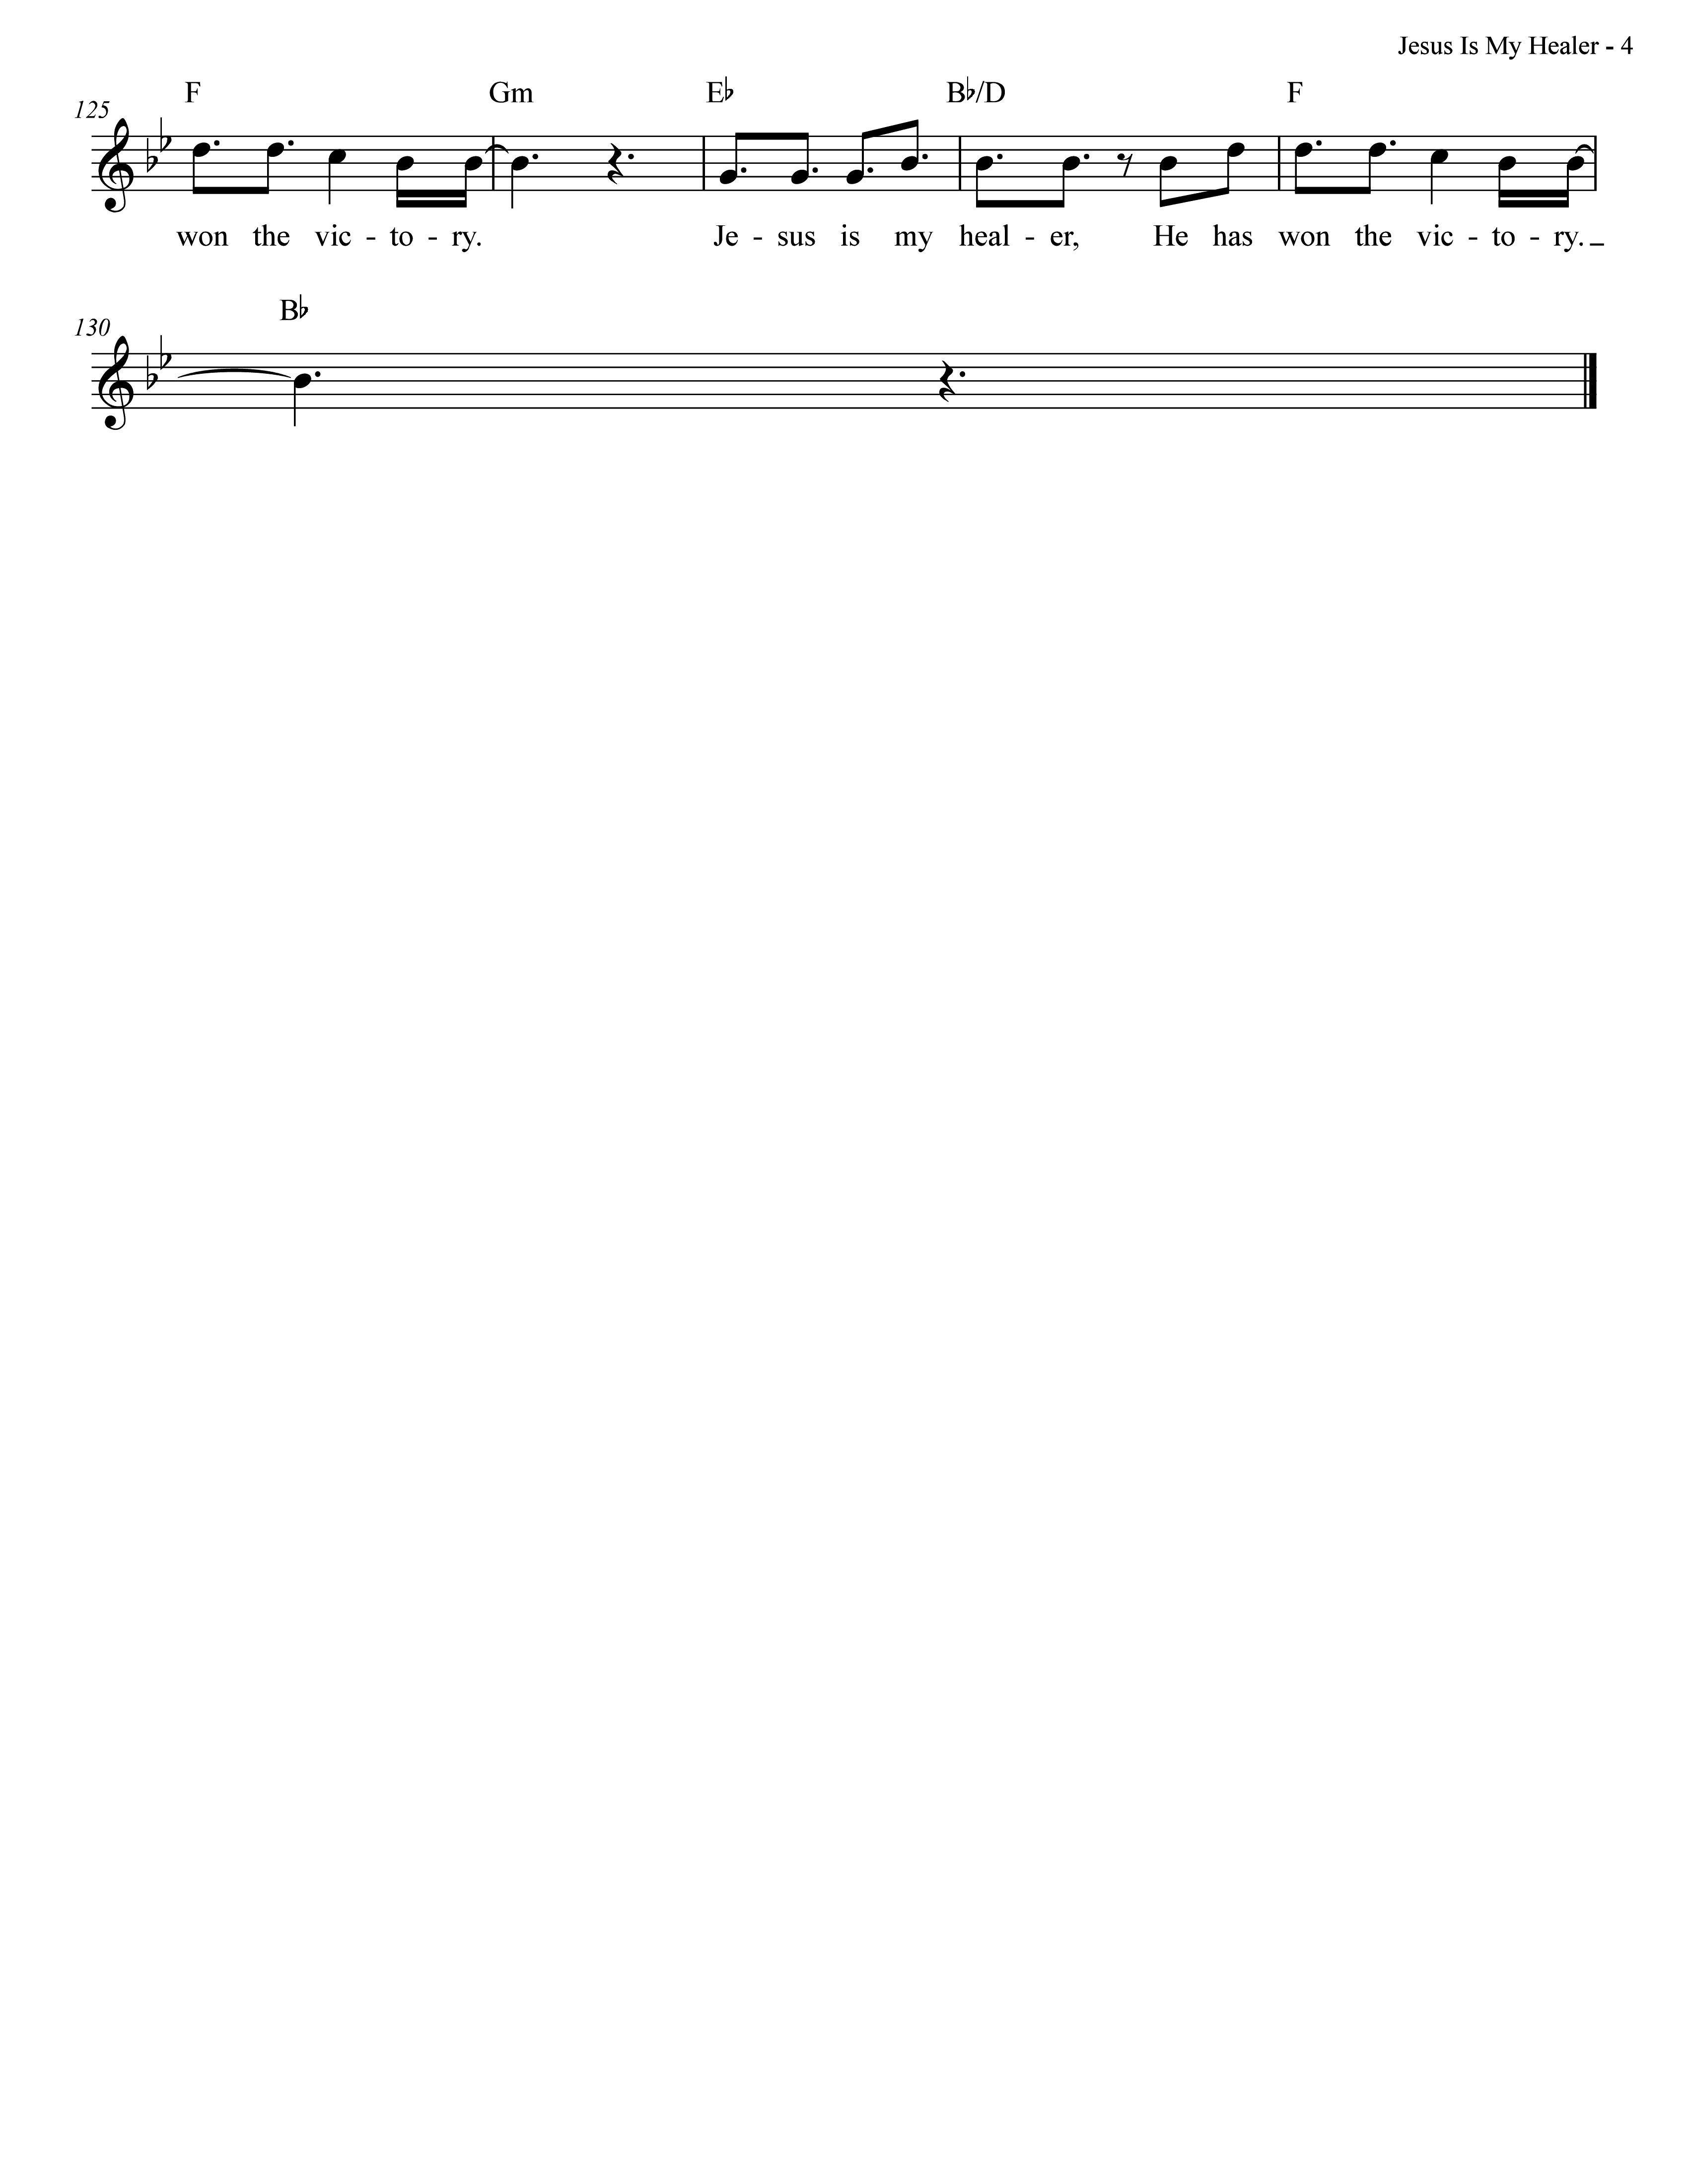 Jesus Is My Healer - 4
F Gm E♭ B♭/D F
125
won the vic - to - ry. Je - sus is my heal - er, He has won the vic - to - ry. _
B♭
130